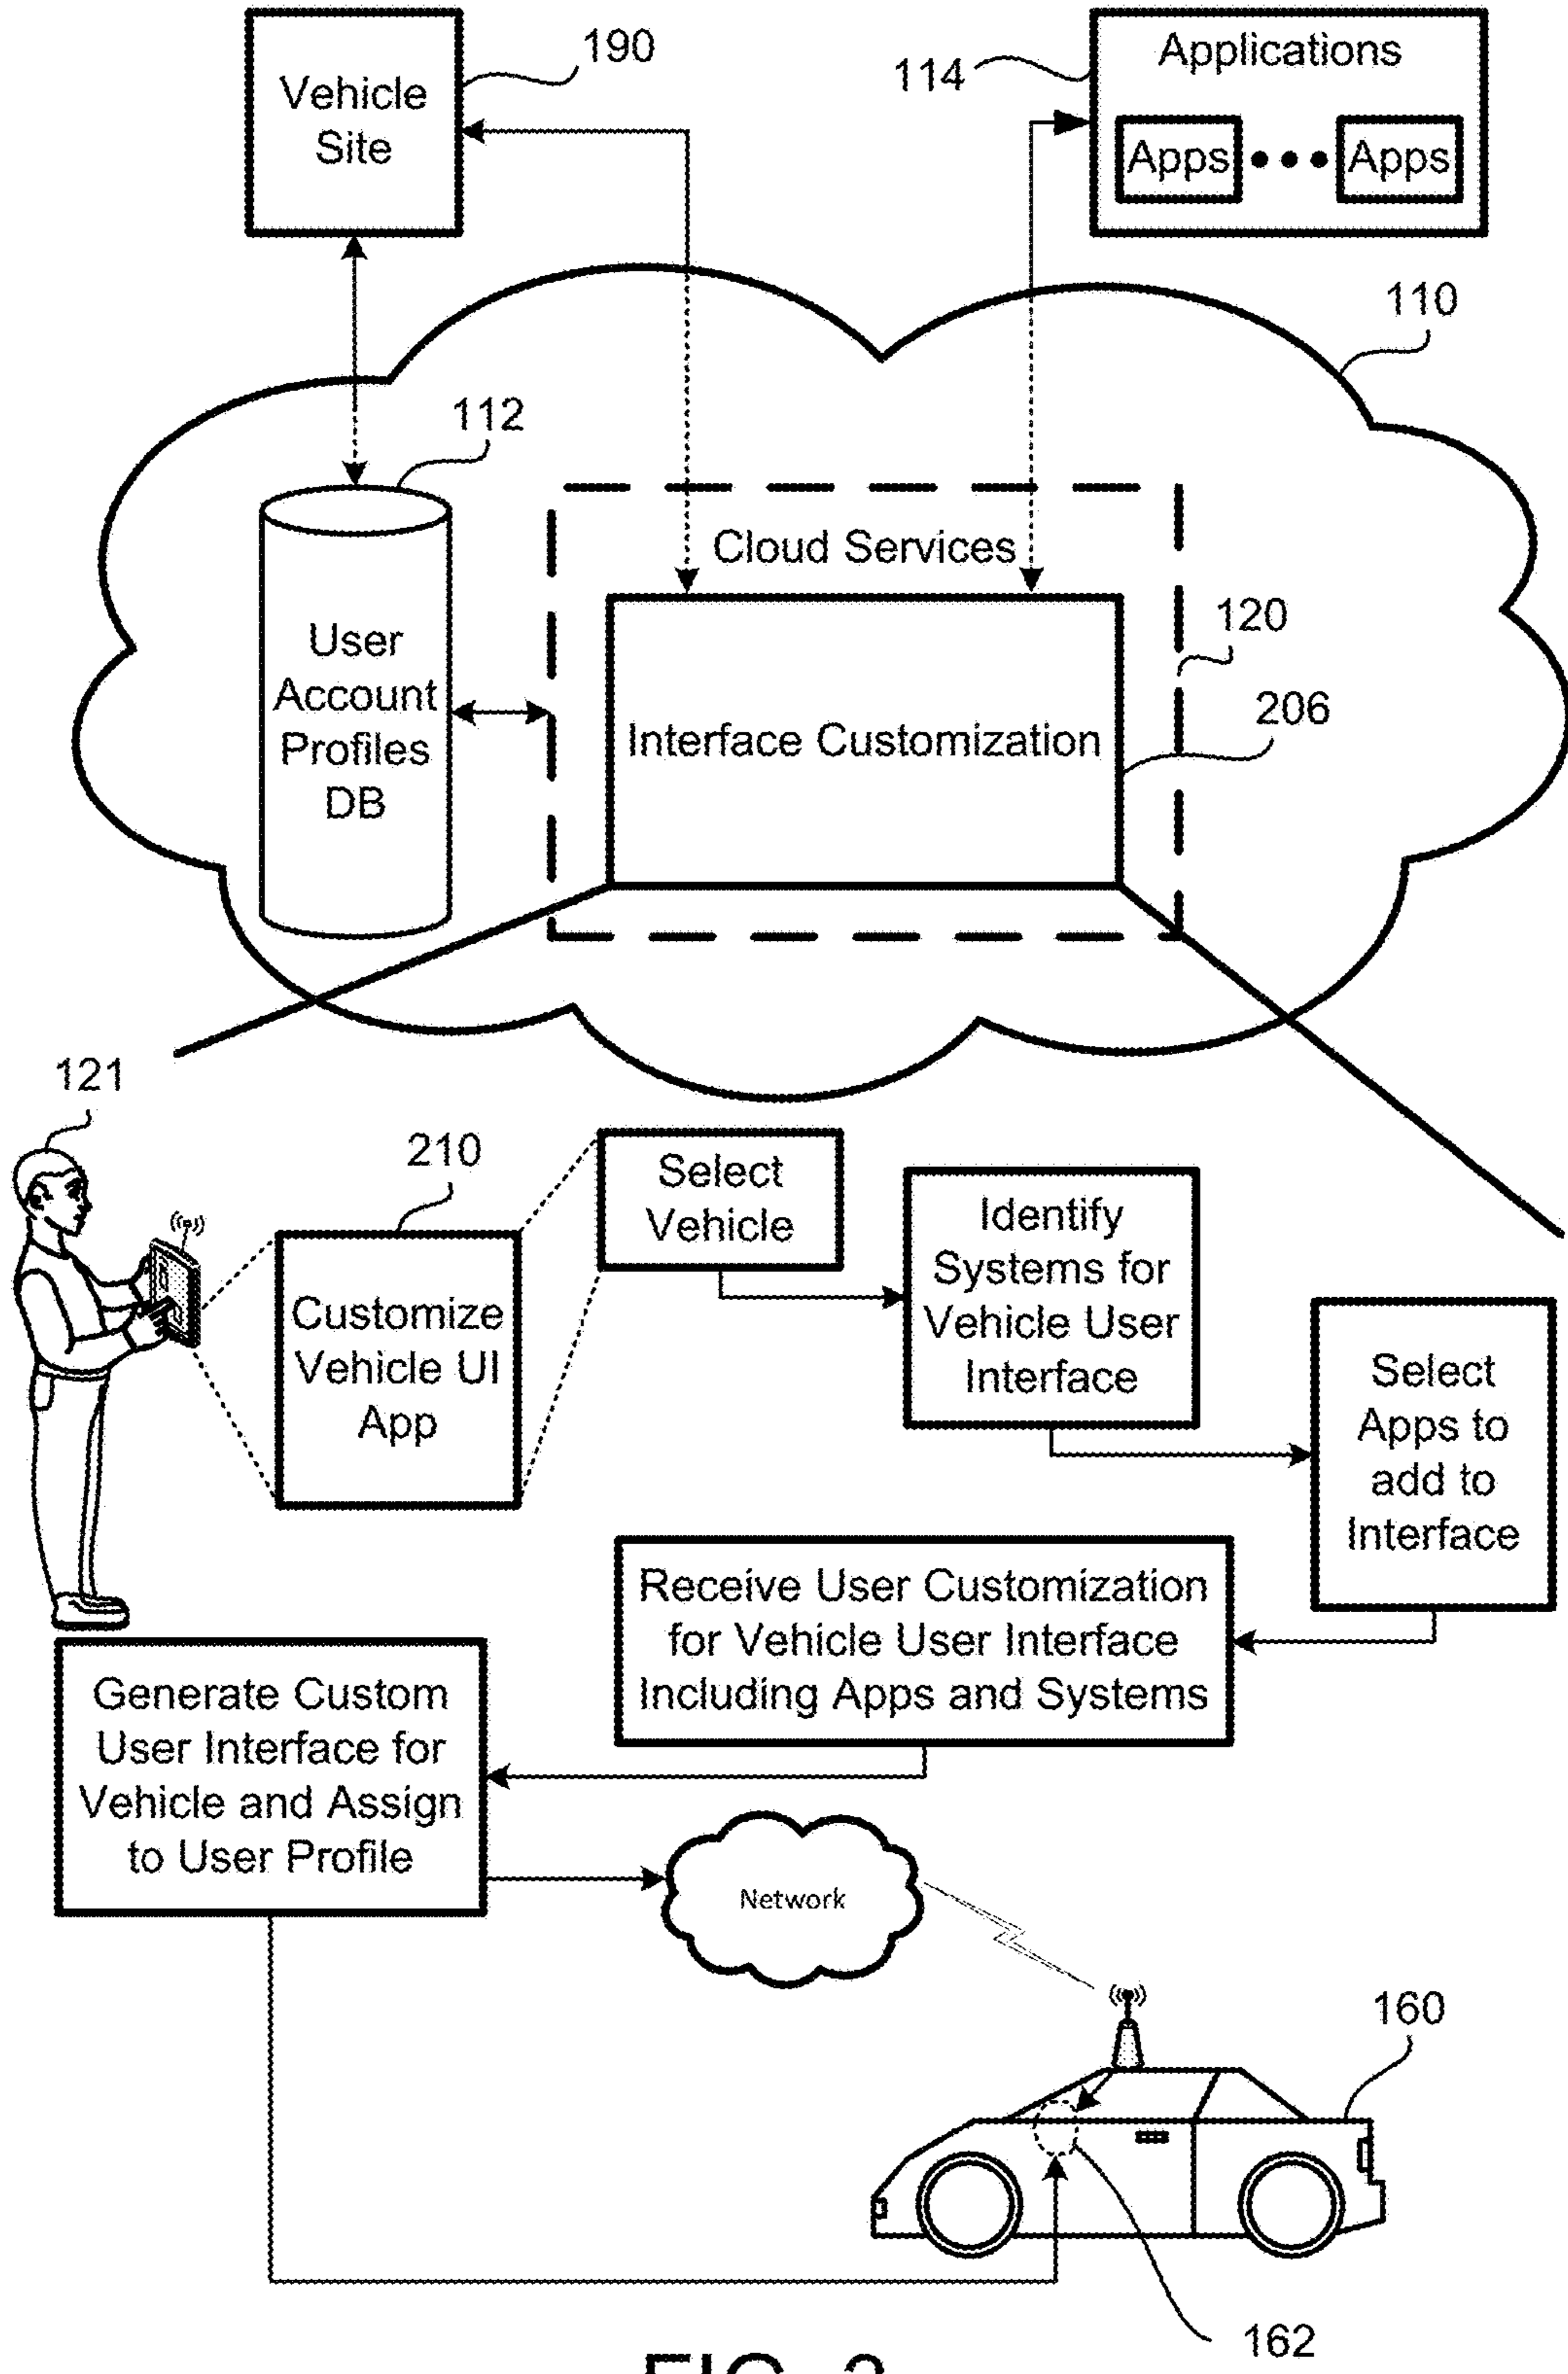 Vehicle
Site
190
114
Applications
Apps
Apps
110
112
Cloud Services
User
Account
Profiles
DB
Interface Customization
120
206
121
210
Customize
Vehicle UI
App
Select
Vehicle
Identify
Systems for
Vehicle User
Interface
Select
Apps to
add to
Interface
Receive User Customization
for Vehicle User Interface
Including Apps and Systems
Generate Custom
User Interface for
Vehicle and Assign
to User Profile
Network
160
162